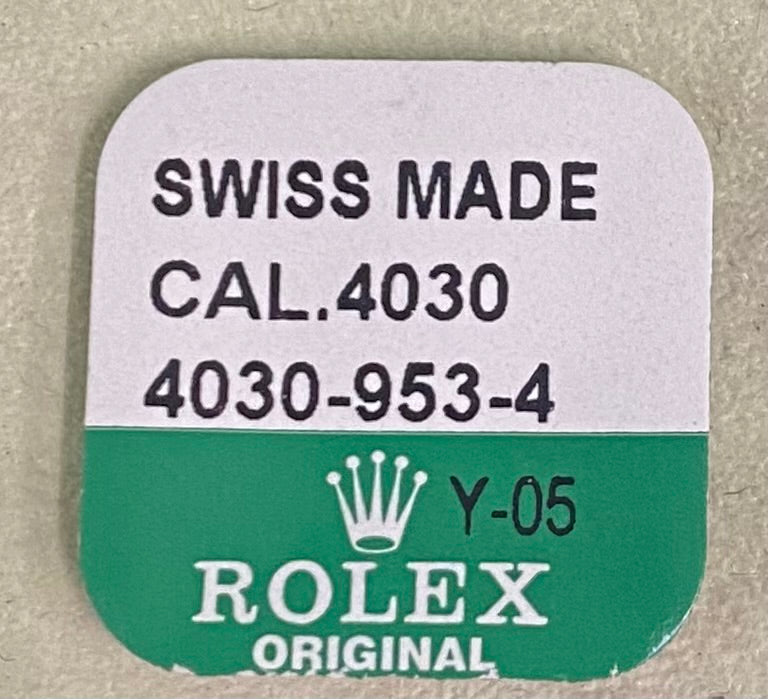 SWISS MADE
CAL.4030
4030-953-4
Y-05
ROLEX
ORIGINAL